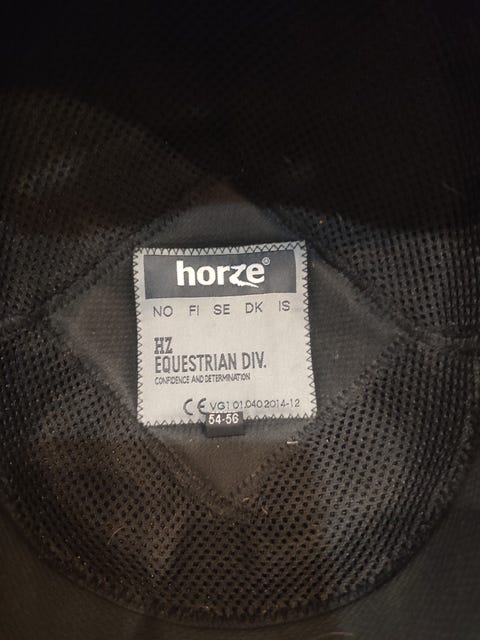 horze®
NO FI SE DK IS
HZ
EQUESTRIAN DIV.
CONFIDENCE AND DETERMINATION
CE VG1 01.040 2014-12
54-56